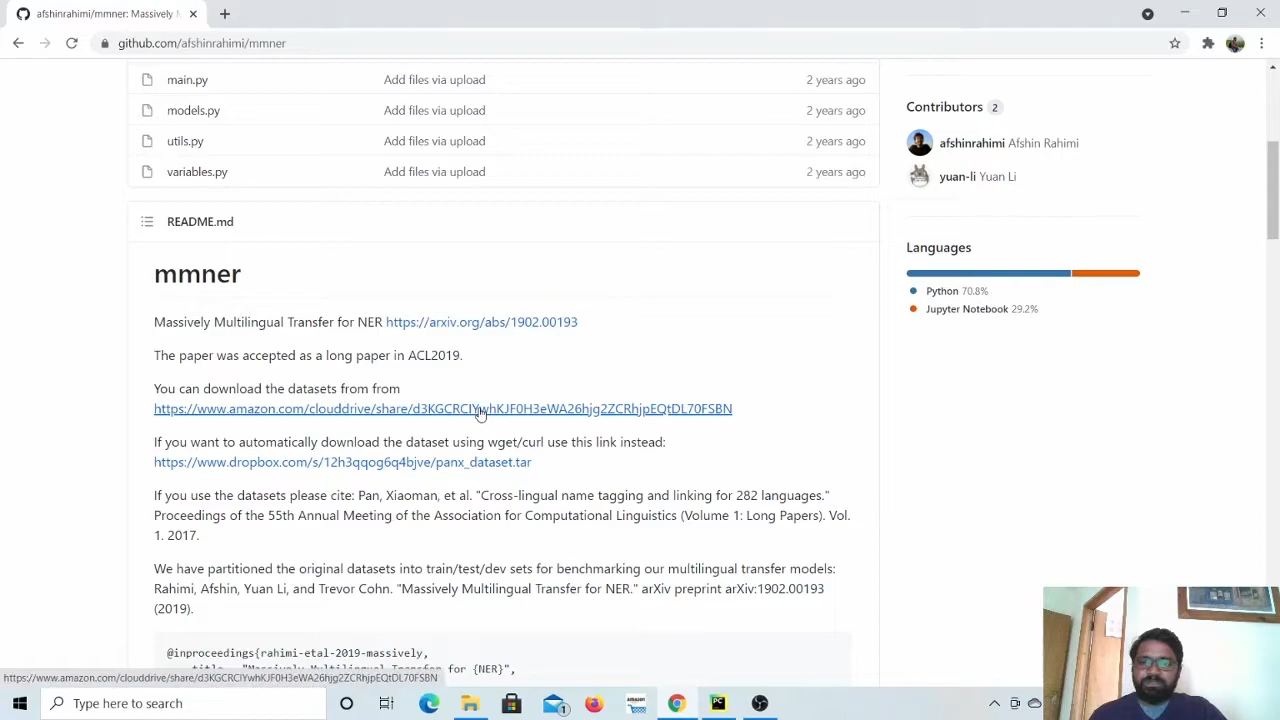 afshinrahimi/mmner: Massively M
github.com/afshinrahimi/mmner
main.py Add files via upload 2 years ago
models.py Add files via upload 2 years ago
utils.py Add files via upload 2 years ago
variables.py Add files via upload 2 years ago
README.md
mmner
Massively Multilingual Transfer for NER https://arxiv.org/abs/1902.00193
The paper was accepted as a long paper in ACL2019.
You can download the datasets from from
https://www.amazon.com/clouddrive/share/d3KGCRCIYwhKJF0H3eWA26hjg2ZCRhjpEQtDL70FSBN
If you want to automatically download the dataset using wget/curl use this link instead:
https://www.dropbox.com/s/12h3qqog6q4bjve/panx_dataset.tar
If you use the datasets please cite: Pan, Xiaoman, et al. "Cross-lingual name tagging and linking for 282 languages."
Proceedings of the 55th Annual Meeting of the Association for Computational Linguistics (Volume 1: Long Papers). Vol.
1. 2017.
We have partitioned the original datasets into train/test/dev sets for benchmarking our multilingual transfer models:
Rahimi, Afshin, Yuan Li, and Trevor Cohn. "Massively Multilingual Transfer for NER." arXiv preprint arXiv:1902.00193
(2019).
@inproceedings{rahimi-etal-2019-massively,
title = "Massively Multilingual Transfer for {NER}",
Contributors 2
afshinrahimi Afshin Rahimi
yuan-li Yuan Li
Languages
Python 70.8%
Jupyter Notebook 29.2%
https://www.amazon.com/clouddrive/share/d3KGCRCIYwhKJF0H3eWA26hjg2ZCRhjpEQtDL70FSBN
Type here to search
amazon
1
PC